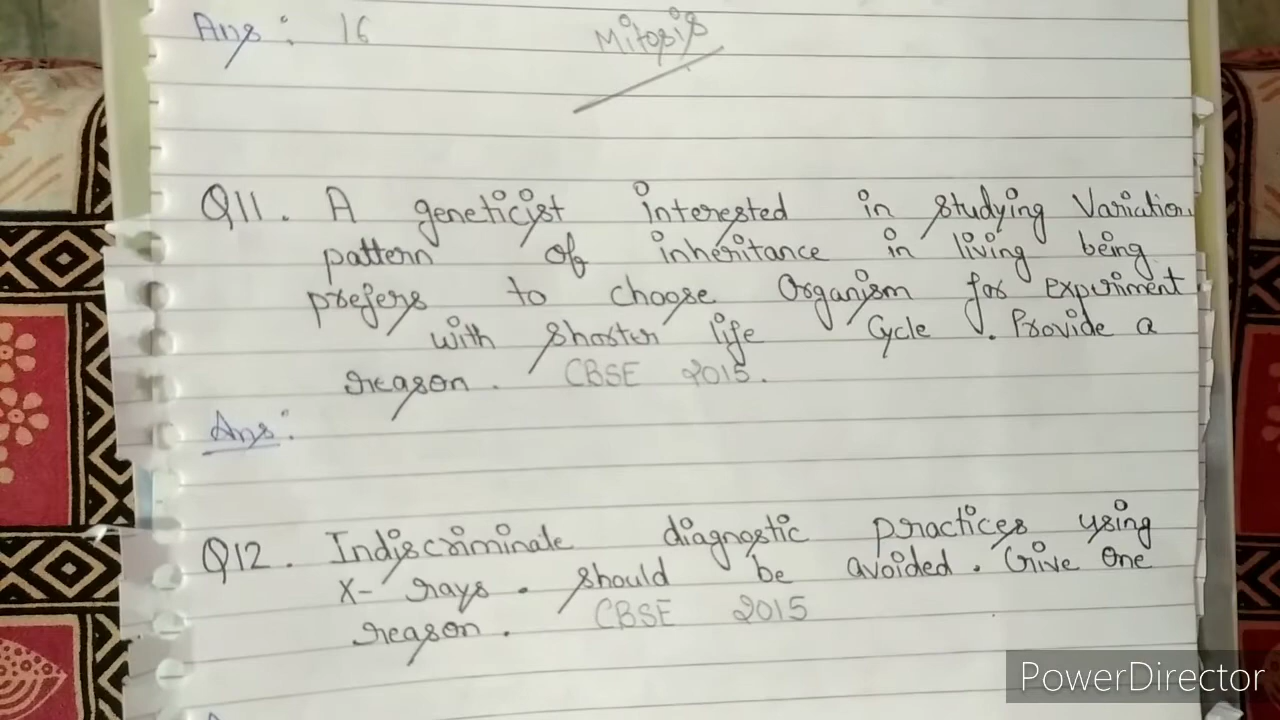 Ans : 16 Mitosis
Q11. A geneticist interested in studying variation
pattern of inheritance in living being
prefers to choose organism for experiment
with shorter life cycle . Provide a
reason . CBSE 2015.
Ans :
Q12. Indiscriminate diagnostic practices using
X- rays . should be avoided . Give one
reason . CBSE 2015
PowerDirector